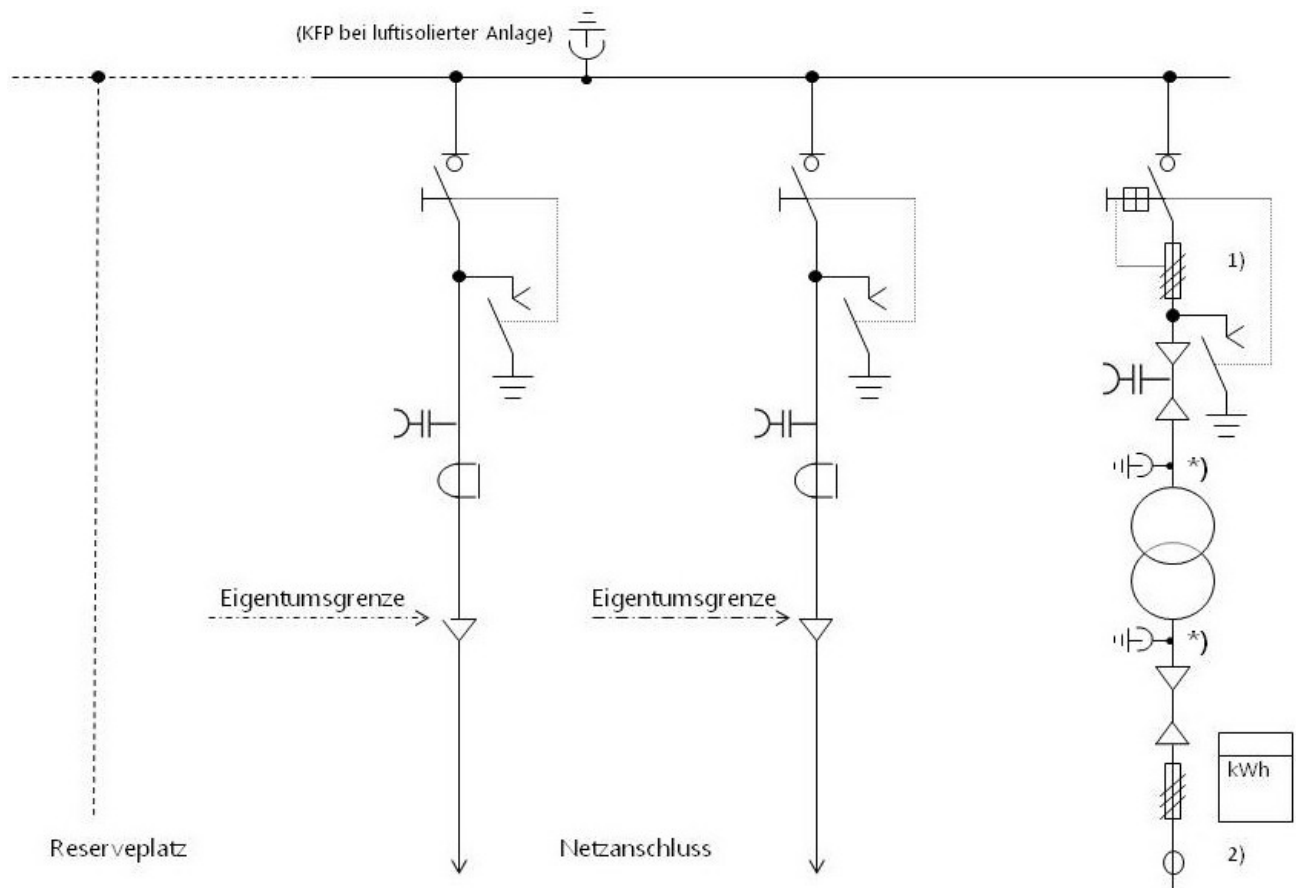 (KFP bei luftisolierter Anlage)
1)
*)
Eigentumsgrenze
Eigentumsgrenze
*)
kWh
Reserveplatz
Netzanschluss
2)